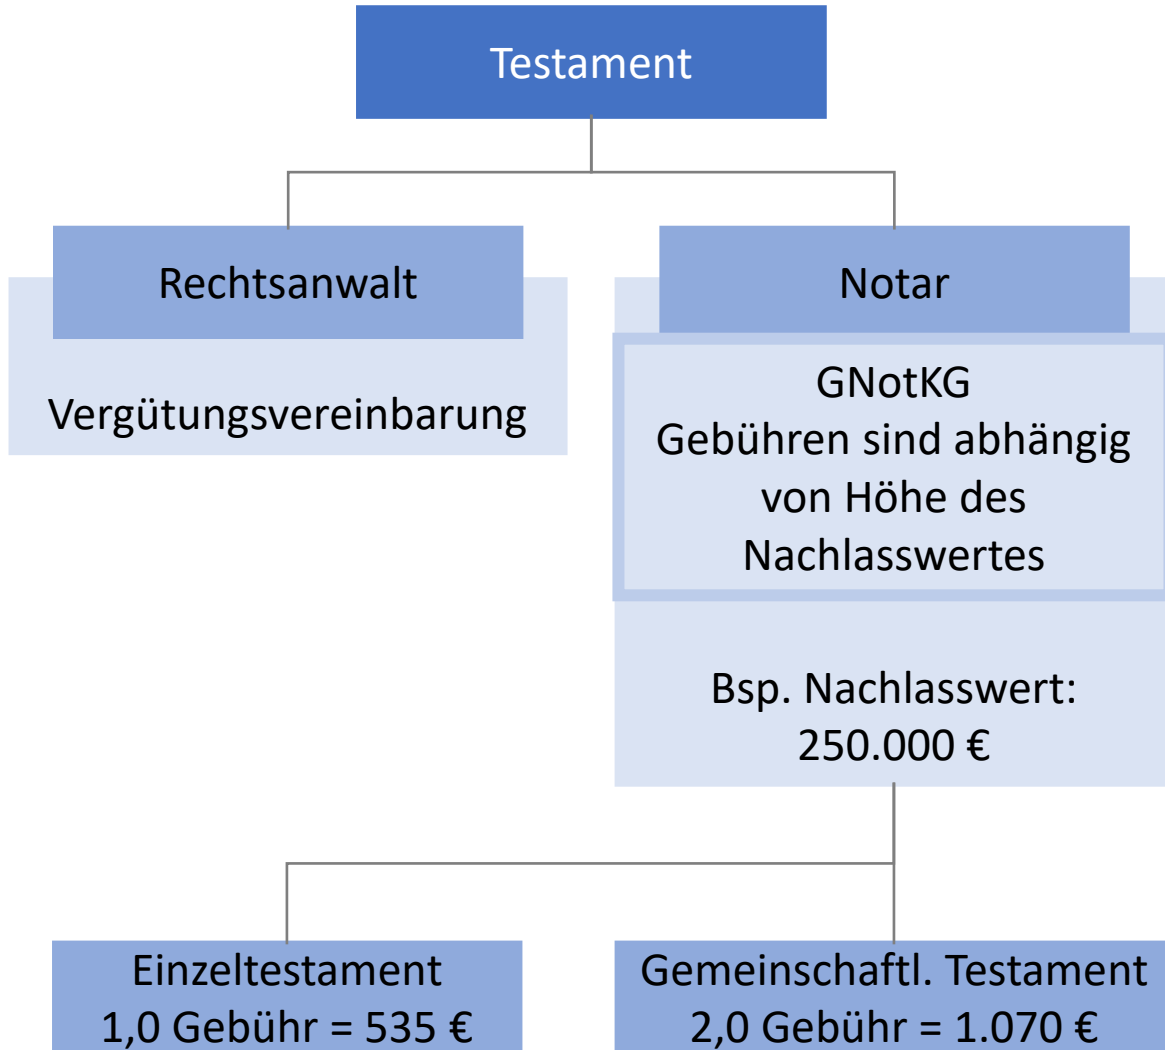 Testament
Rechtsanwalt
Vergütungsvereinbarung
Notar
GNotKG
Gebühren sind abhängig
von Höhe des
Nachlasswertes
Bsp. Nachlasswert:
250.000 €
Einzeltestament
1,0 Gebühr = 535 €
Gemeinschaftl. Testament
2,0 Gebühr = 1.070 €